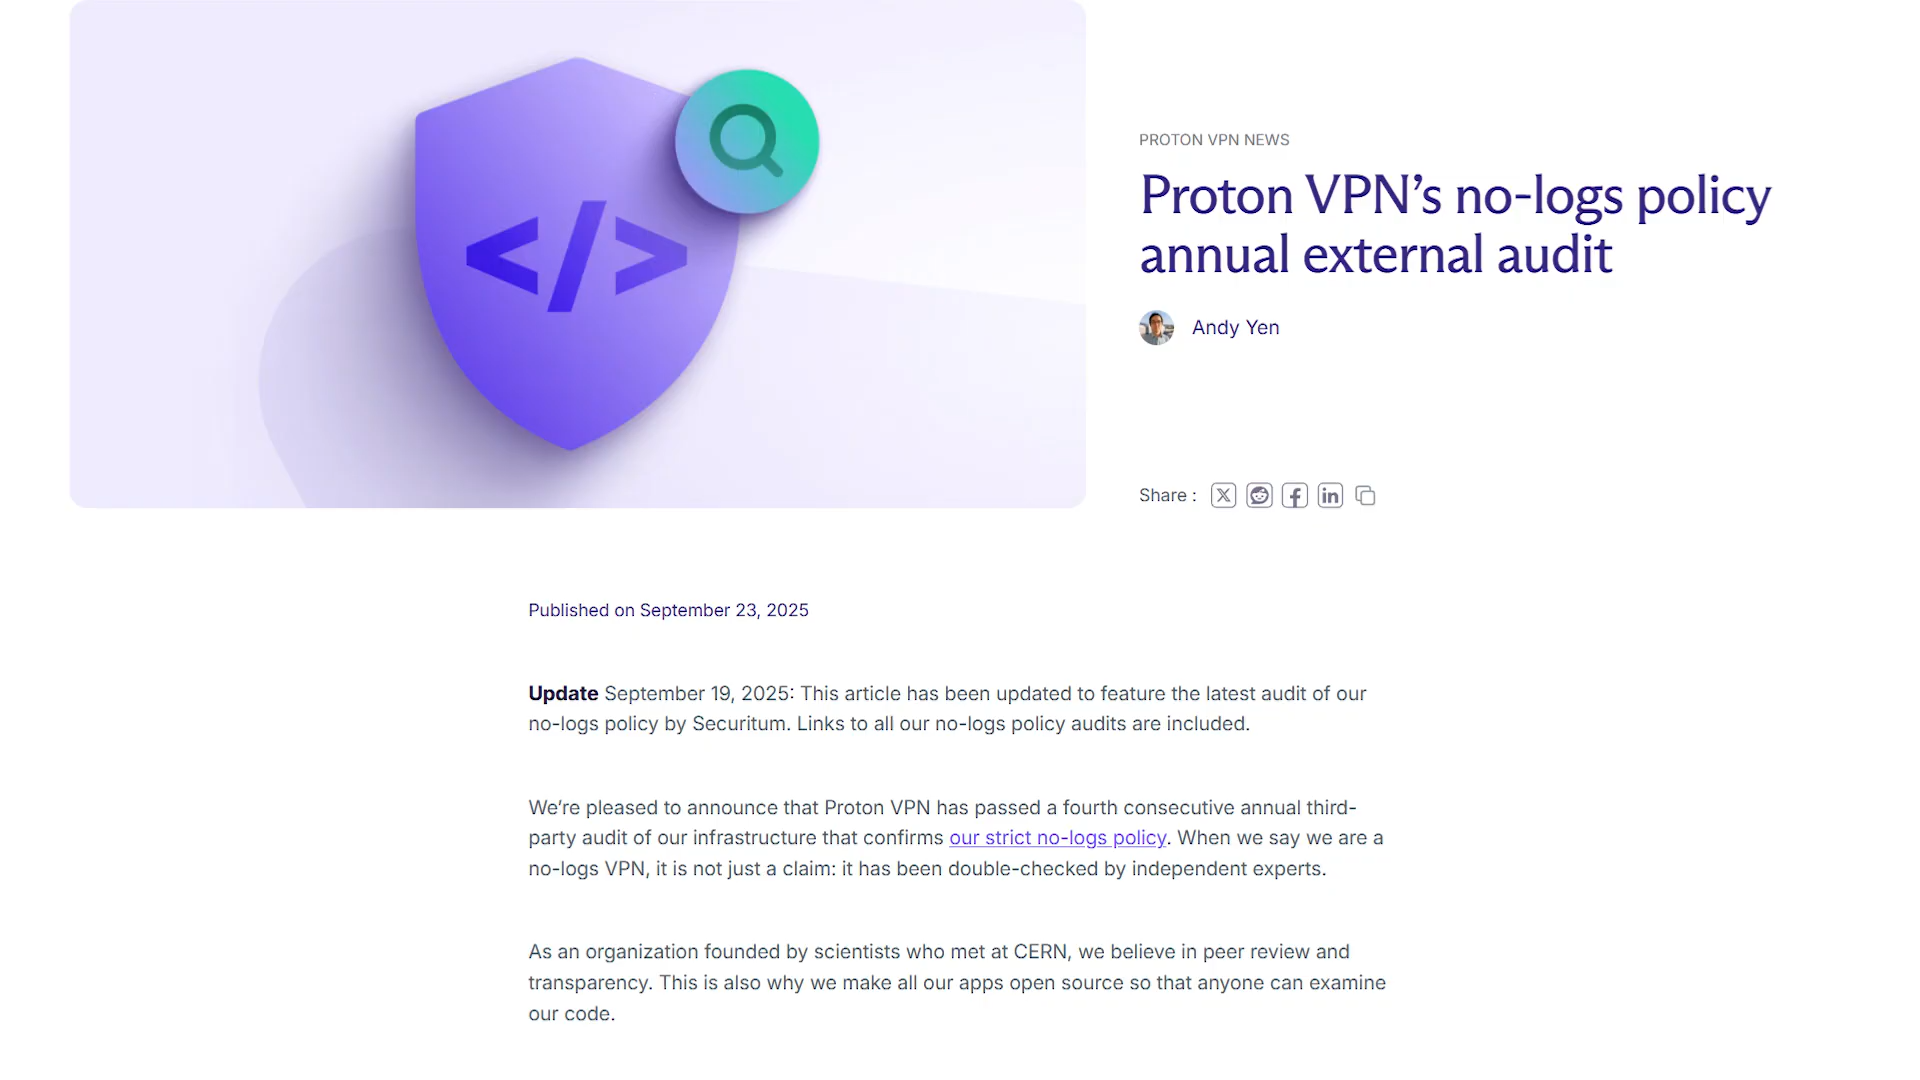 </>
PROTON VPN NEWS
Proton VPN’s no-logs policy
annual external audit
Andy Yen
Share :
Published on September 23, 2025
Update September 19, 2025: This article has been updated to feature the latest audit of our
no-logs policy by Securitum. Links to all our no-logs policy audits are included.
We’re pleased to announce that Proton VPN has passed a fourth consecutive annual third-
party audit of our infrastructure that confirms our strict no-logs policy. When we say we are a
no-logs VPN, it is not just a claim: it has been double-checked by independent experts.
As an organization founded by scientists who met at CERN, we believe in peer review and
transparency. This is also why we make all our apps open source so that anyone can examine
our code.